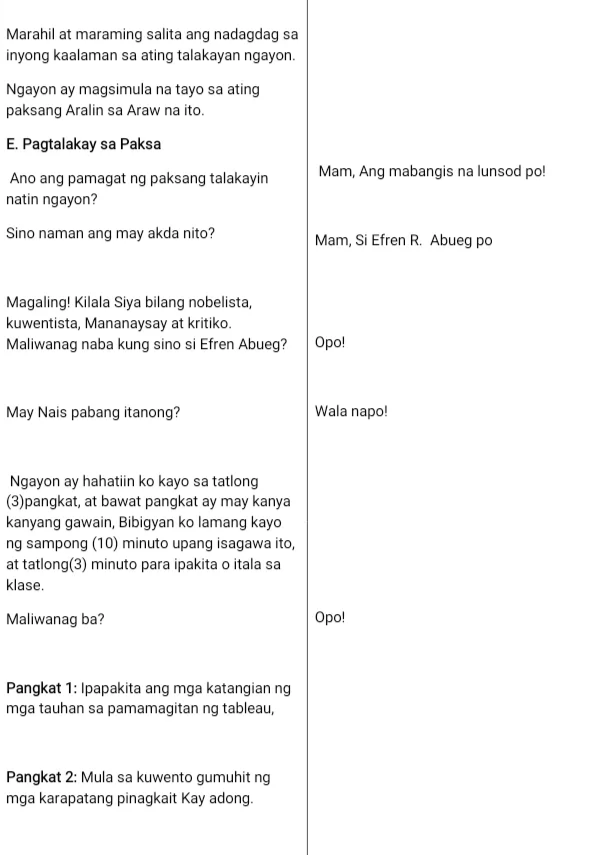 Marahil at maraming salita ang nadagdag sa
inyong kaalaman sa ating talakayan ngayon.
Ngayon ay magsimula na tayo sa ating
paksang Aralin sa Araw na ito.
E. Pagtalakay sa Paksa
Ano ang pamagat ng paksang talakayin
natin ngayon?
Mam, Ang mabangis na lunsod po!
Sino naman ang may akda nito?
Mam, Si Efren R. Abueg po
Magaling! Kilala Siya bilang nobelista,
kuwentista, Mananaysay at kritiko.
Maliwanag naba kung sino si Efren Abueg?
Opo!
May Nais pabang itanong?
Wala napo!
Ngayon ay hahatiin ko kayo sa tatlong
(3)pangkat, at bawat pangkat ay may kanya
kanyang gawain, Bibigyan ko lamang kayo
ng sampong (10) minuto upang isagawa ito,
at tatlong(3) minuto para ipakita o itala sa
klase.
Maliwanag ba?
Opo!
Pangkat 1: Ipapakita ang mga katangian ng
mga tauhan sa pamamagitan ng tableau,
Pangkat 2: Mula sa kuwento gumuhit ng
mga karapatang pinagkait Kay adong.